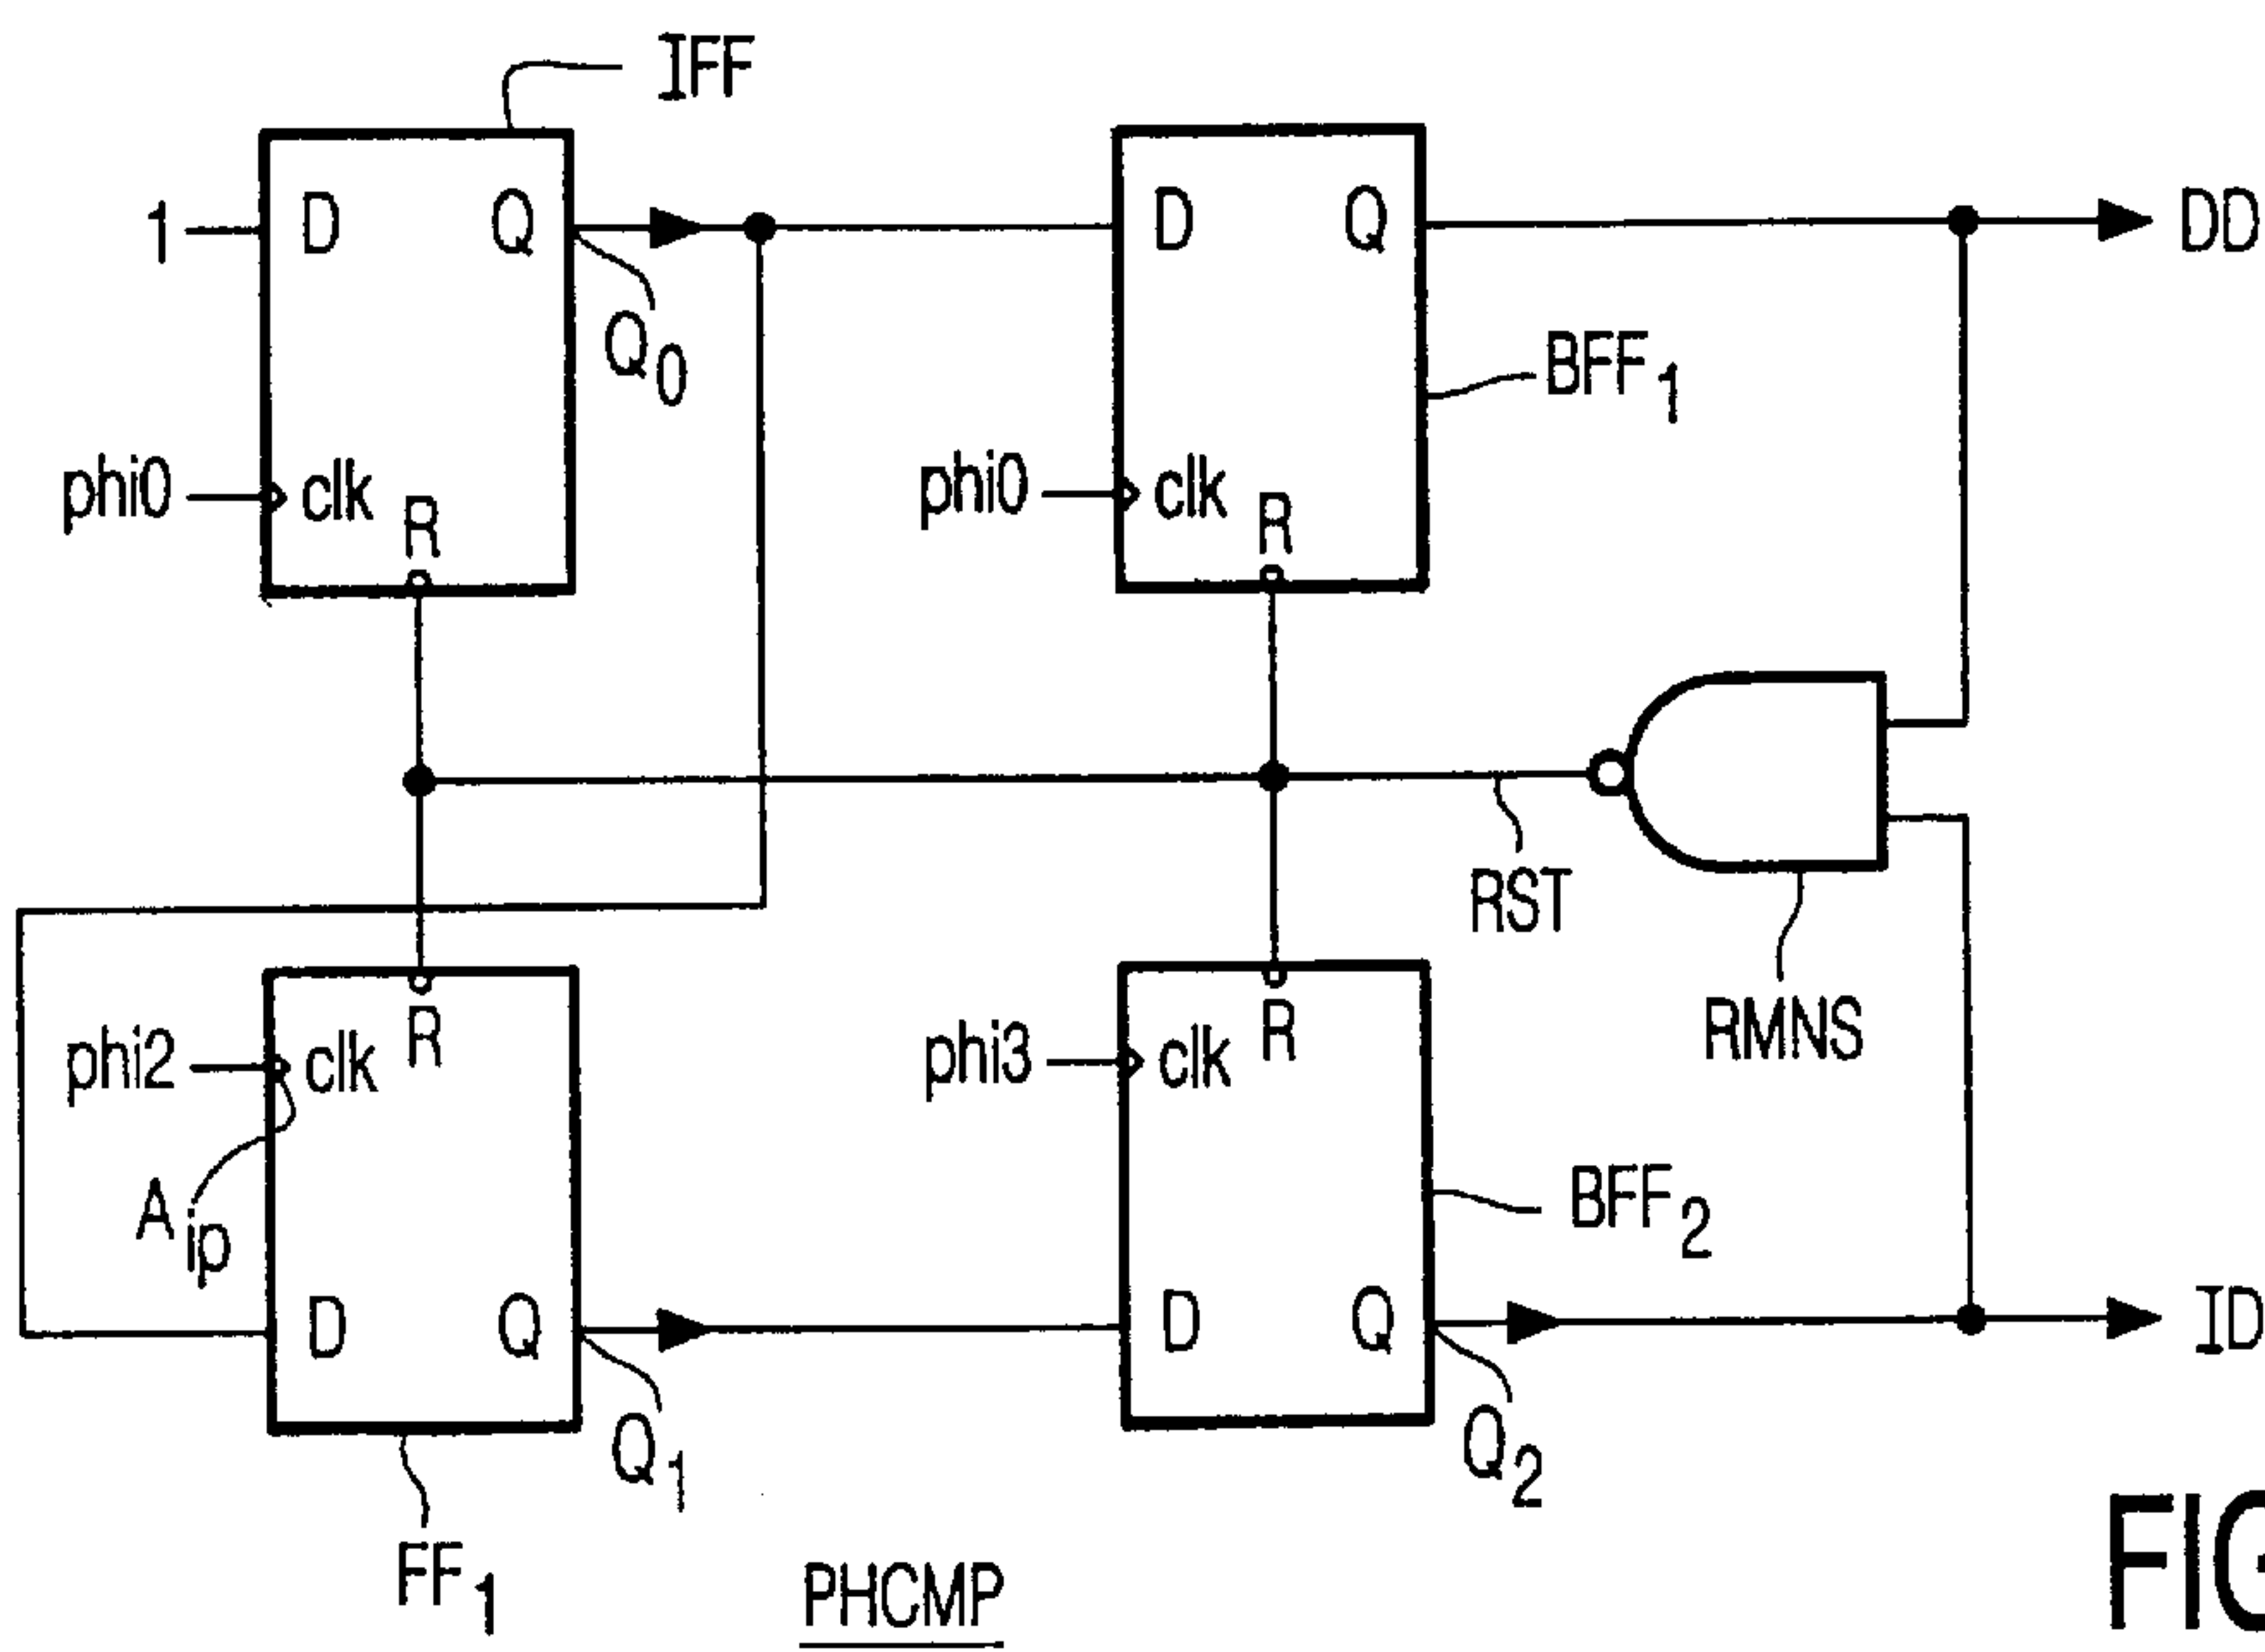 IFF
1
D Q
D Q
DD
Q0
BFF1
phi0
clk
R
phi0
clk
R
RST
RMNS
phi2
clk
R
phi3
clk
R
Aip
BFF2
D Q
D Q
ID
Q1
Q2
FF1
PHCMP
FIG